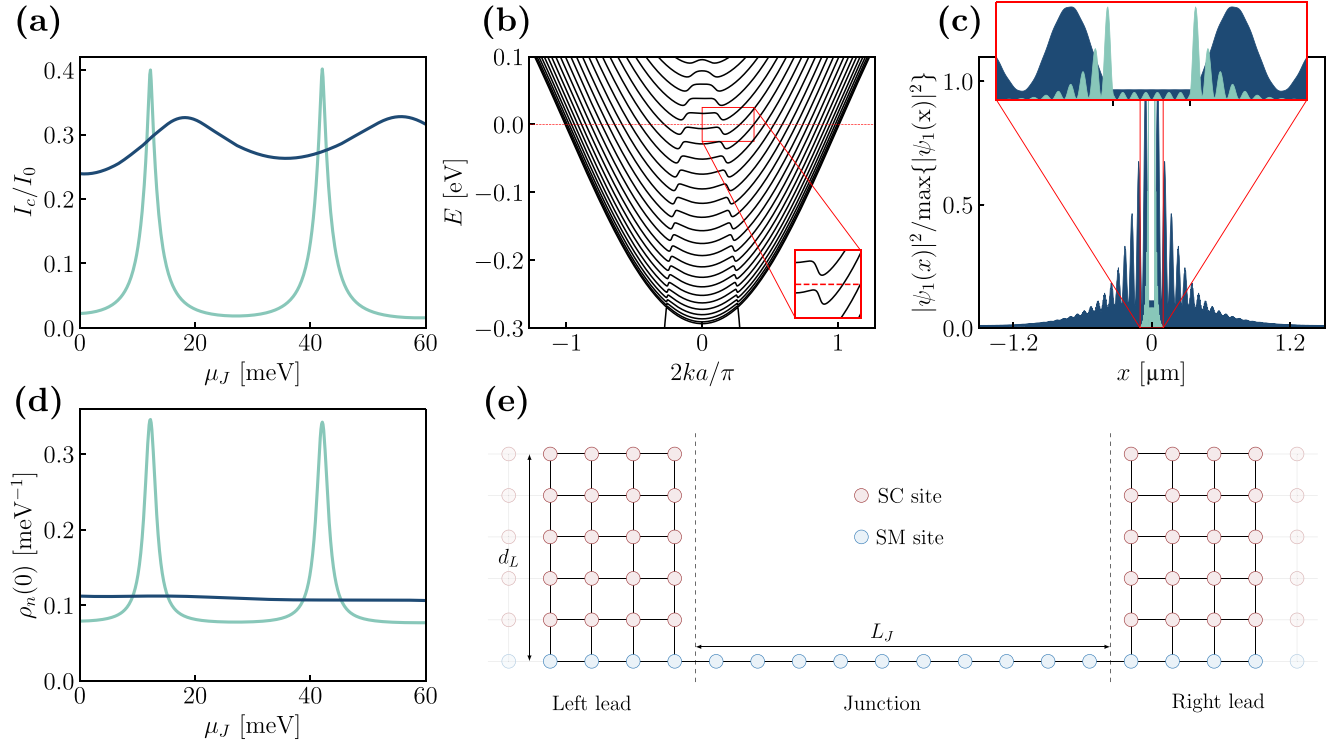 (a)
0.4
0.3
0.2
0.1
0.0
I_c/I_0
0
20
40
60
μ_J [meV]
(b)
0.1
0.0
−0.1
−0.2
−0.3
E [eV]
−1
0
1
2ka/π
(c)
1.0
0.5
0.0
|ψ_1(x)|^2/max{|ψ_1(x)|^2}
−1.2
0
1.2
x [μm]
(d)
0.3
0.2
0.1
0.0
ρ_n(0) [meV^{−1}]
0
20
40
60
μ_J [meV]
(e)
SC site
SM site
d_L
L_J
Left lead
Junction
Right lead